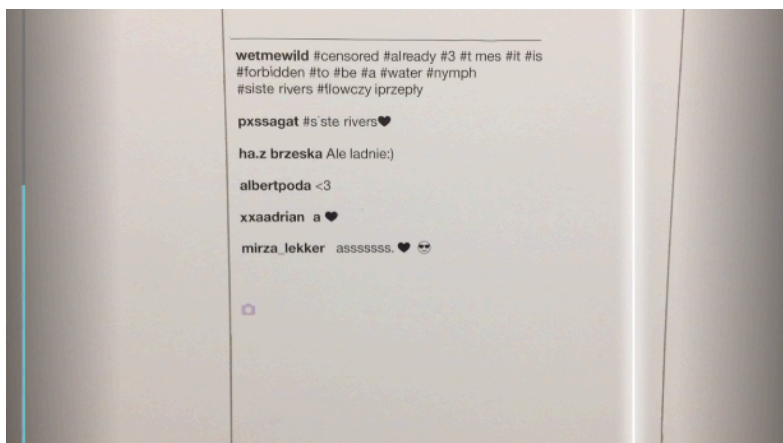 wetmewild #censored #already #3 #t mes #it #is
#forbidden #to #be #a #water #nymph
#siste rivers #flowczy iprzepły
pxssagat #s ste rivers♥
ha.z brzeska Ale ladnie:)
albertpoda <3
xxaadrian a ♥
mirza_lekker asssssss. ♥ 😎